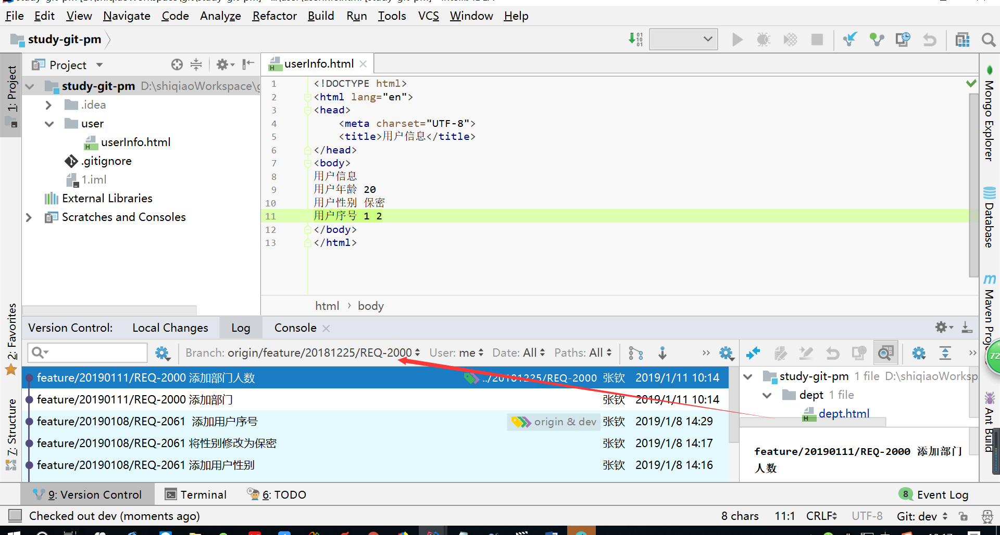 File Edit View Navigate Code Analyze Refactor Build Run Tools VCS Window Help
study-git-pm
Project
userInfo.html
1: Project
study-git-pm D:\shiqiaoWorkspace\g
.idea
user
userInfo.html
.gitignore
1.iml
External Libraries
Scratches and Consoles
1 <!DOCTYPE html>
2 <html lang="en">
3 <head>
4 <meta charset="UTF-8">
5 <title>用户信息</title>
6 </head>
7 <body>
8 用户信息
9 用户年龄 20
10 用户性别 保密
11 用户序号 1 2
12 </body>
13 </html>
html › body
Mongo Explorer
Database
Maven Proj
Ant Build
72
2: Favorites
7: Structure
Version Control: Local Changes Log Console
Branch: origin/feature/20181225/REQ-2000 User: me Date: All Paths: All
feature/20190111/REQ-2000 添加部门人数 ../20181225/REQ-2000 张钦 2019/1/11 10:14
feature/20190111/REQ-2000 添加部门 张钦 2019/1/11 10:14
feature/20190108/REQ-2061 添加用户序号 origin & dev 张钦 2019/1/8 14:29
feature/20190108/REQ-2061 将性别修改为保密 张钦 2019/1/8 14:17
feature/20190108/REQ-2061 添加用户性别 张钦 2019/1/8 14:16
study-git-pm 1 file D:\shiqiaoWorksp
dept 1 file
dept.html
feature/20190111/REQ-2000 添加部门
人数
9: Version Control Terminal 6: TODO 8 Event Log
Checked out dev (moments ago) 8 chars 11:1 CRLF UTF-8 Git: dev